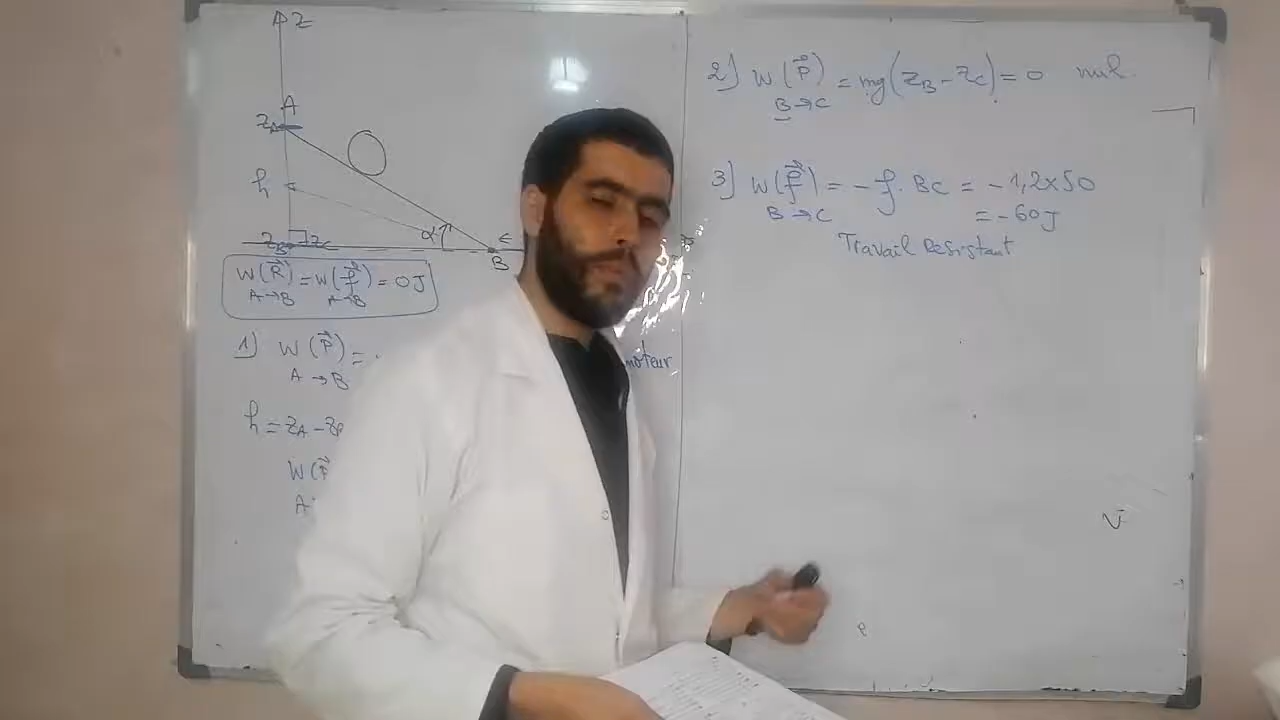 z
A
zA
h
zB zC
α
B
W(P⃗) = mg(zB - zC) = 0 nul.
2)
B→C
W(R⃗) = W(f⃗) = 0J
A→B A→B
1) W(P⃗) =
A→B
moteur
h = zA - zB
W(P⃗
3) W(f⃗) = -f. BC = -1,2x50
B→C = -60J
Travail Resistant